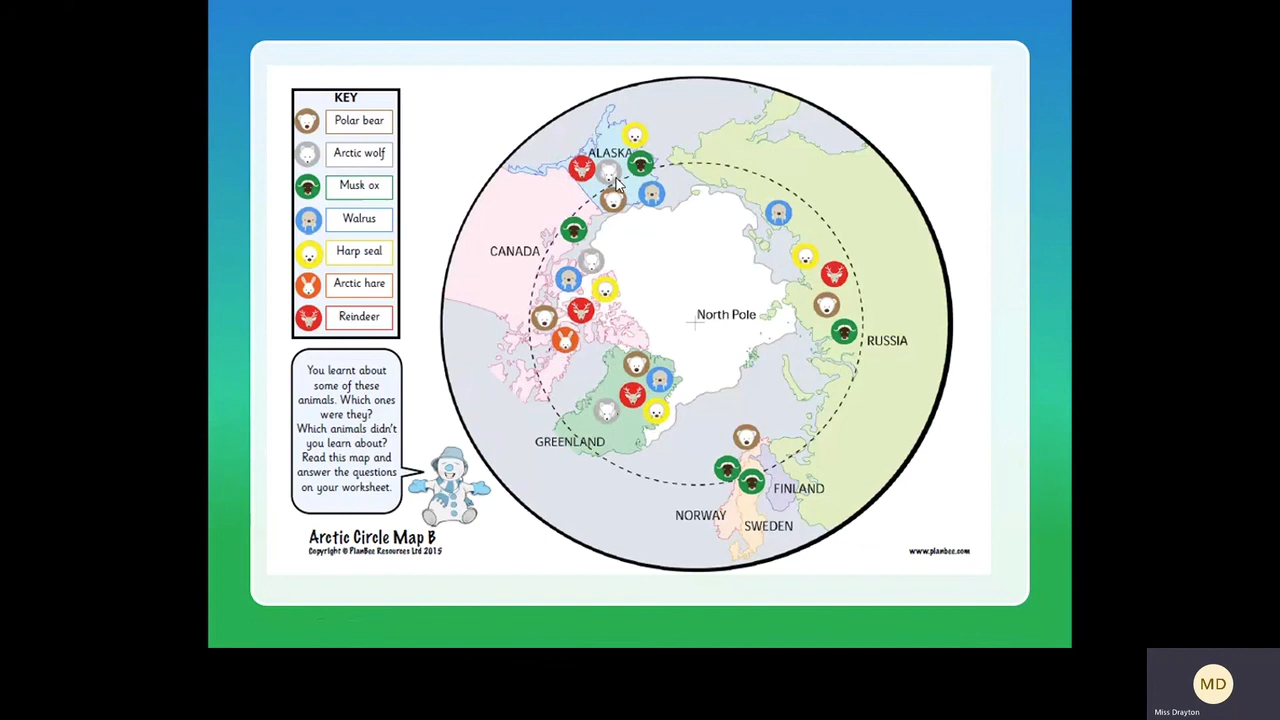 KEY
Polar bear
Arctic wolf
Musk ox
Walrus
Harp seal
Arctic hare
Reindeer
You learnt about
some of these
animals. Which ones
were they?
Which animals didn't
you learn about?
Read this map and
answer the questions
on your worksheet.
Arctic Circle Map B
Copyright © PlanBee Resources Ltd 2015
ALASKA
CANADA
North Pole
RUSSIA
GREENLAND
FINLAND
NORWAY
SWEDEN
www.planbee.com
MD
Miss Drayton